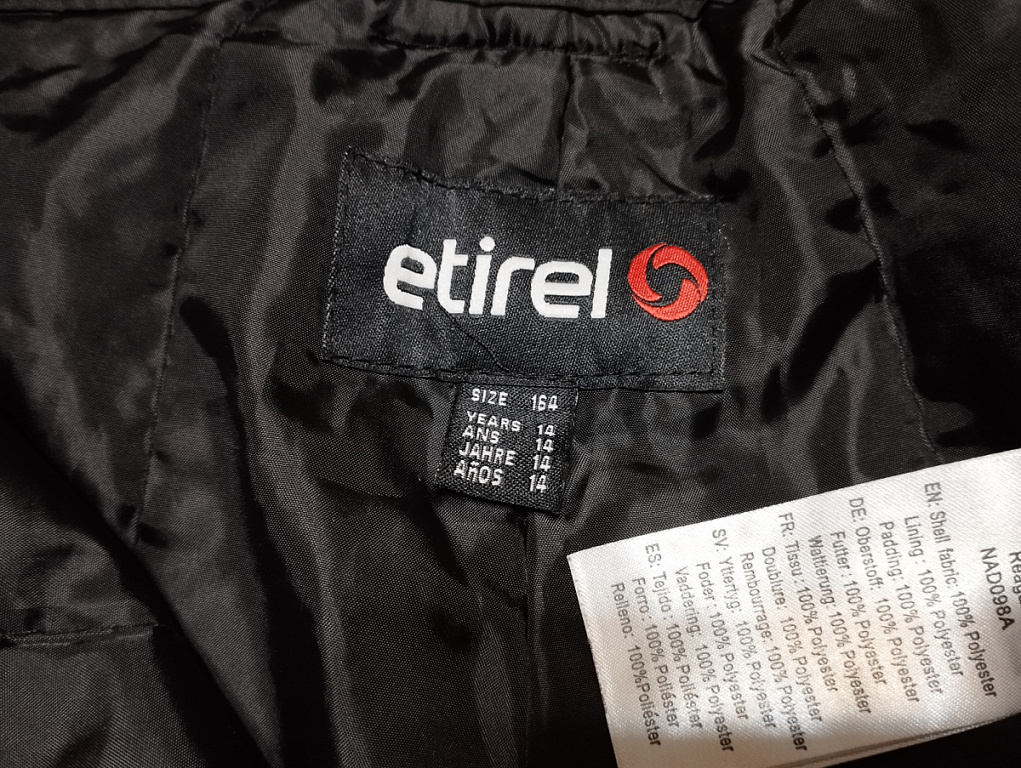 etirel
SIZE 164
YEARS 14
ANS 14
JAHRE 14
AÑOS 14
NAD098A
EN: Shell fabric: 100% Polyester
Lining: 100% Polyester
Padding: 100% Polyester
DE: Oberstoff: 100% Polyester
Futter: 100% Polyester
Wattierung: 100% Polyester
FR: Tissu: 100% Polyester
Doublure: 100% Polyester
Rembourrage: 100% Polyester
SV: Yttertyg: 100% Polyester
Foder: 100% Polyester
Vaddering: 100% Polyester
ES: Tejido: 100% Poliéster
Forro: 100% Poliéster
Relleno: 100%Poliéster